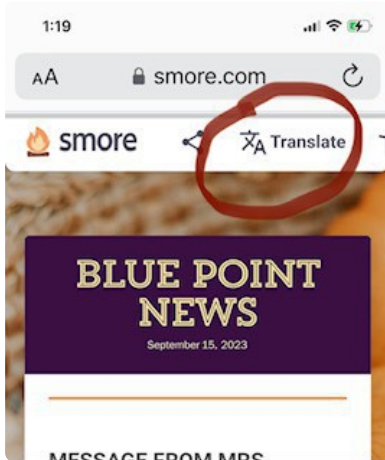 1:19
AA smore.com
smore Translate
BLUE POINT
NEWS
September 15, 2023
MESSAGE FROM MRS.